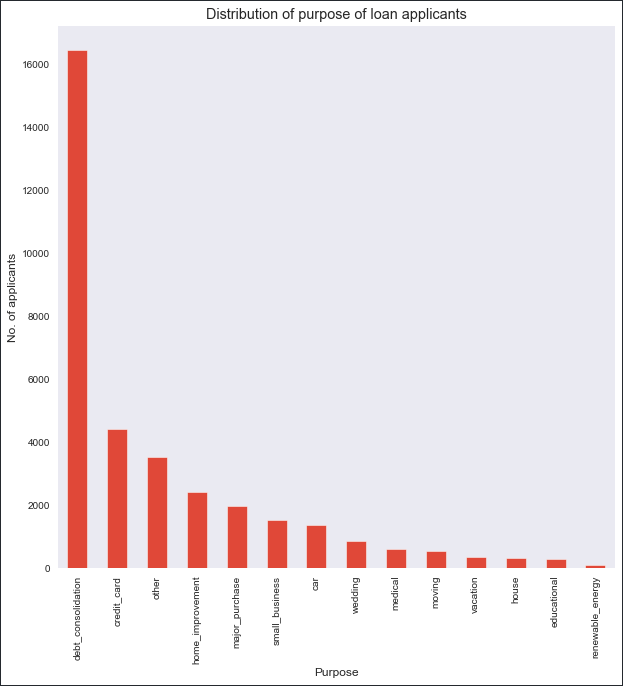 Distribution of purpose of loan applicants
No. of applicants
16000
14000
12000
10000
8000
6000
4000
2000
0
debt_consolidation
credit_card
other
home_improvement
major_purchase
small_business
car
wedding
medical
moving
vacation
house
educational
renewable_energy
Purpose